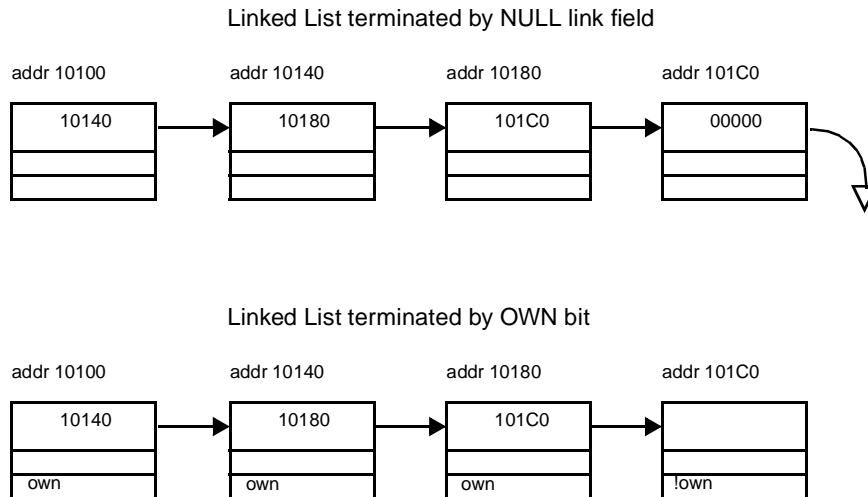 Linked List terminated by NULL link field
addr 10100 addr 10140 addr 10180 addr 101C0
10140 10180 101C0 00000
Linked List terminated by OWN bit
addr 10100 addr 10140 addr 10180 addr 101C0
10140 10180 101C0
own own own !own